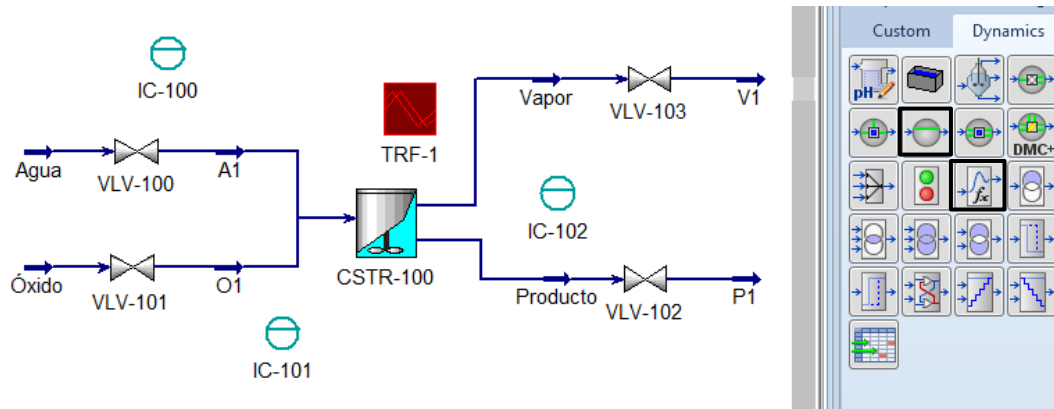 IC-100
Agua
VLV-100
A1
Óxido
VLV-101
O1
IC-101
TRF-1
CSTR-100
Vapor
VLV-103
V1
IC-102
Producto
VLV-102
P1
Custom
Dynamics
pH
DMC+
fx